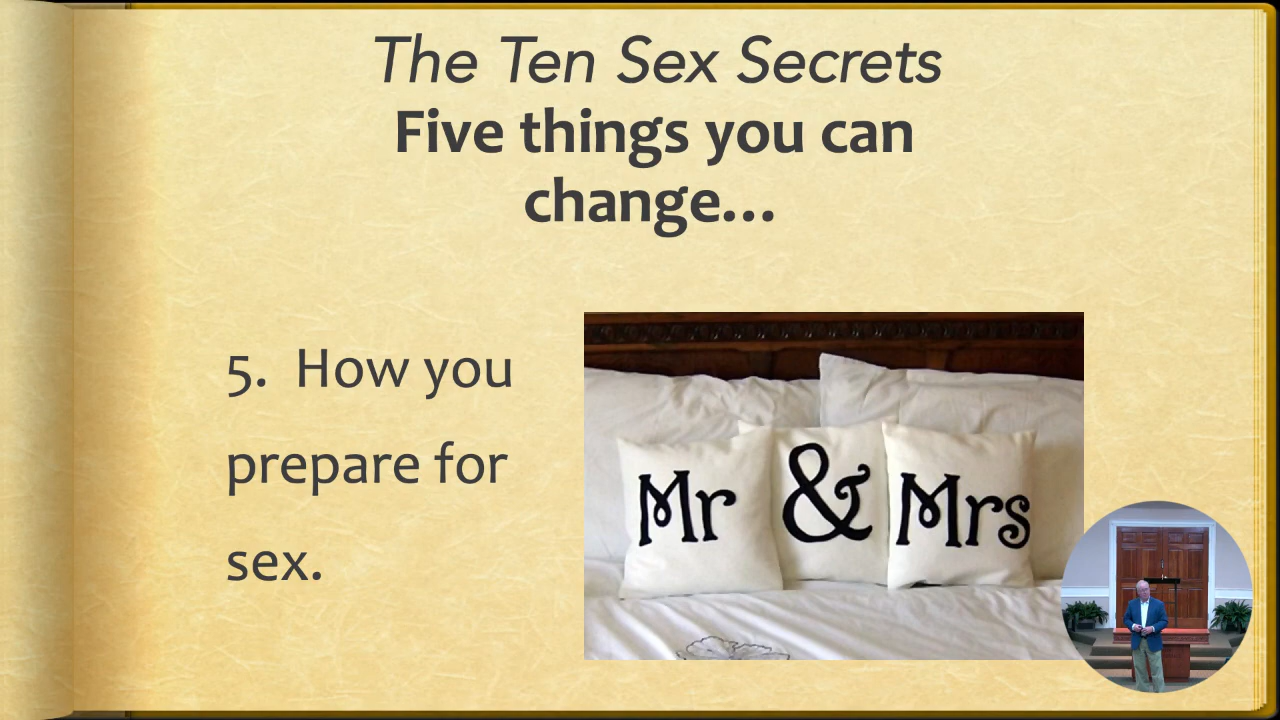 The Ten Sex Secrets
Five things you can
change...
5. How you
prepare for
sex.
Mr & Mrs